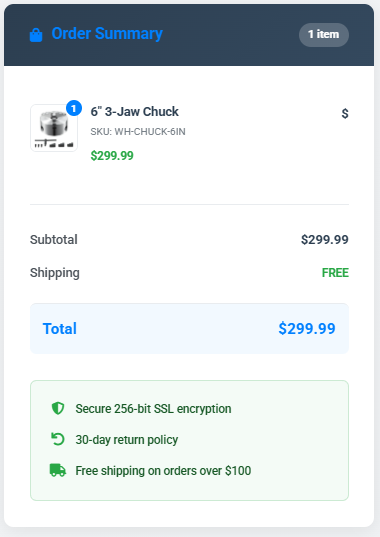 Order Summary
1 item
1
6" 3-Jaw Chuck
$
SKU: WH-CHUCK-6IN
$299.99
Subtotal
$299.99
Shipping
FREE
Total
$299.99
Secure 256-bit SSL encryption
30-day return policy
Free shipping on orders over $100